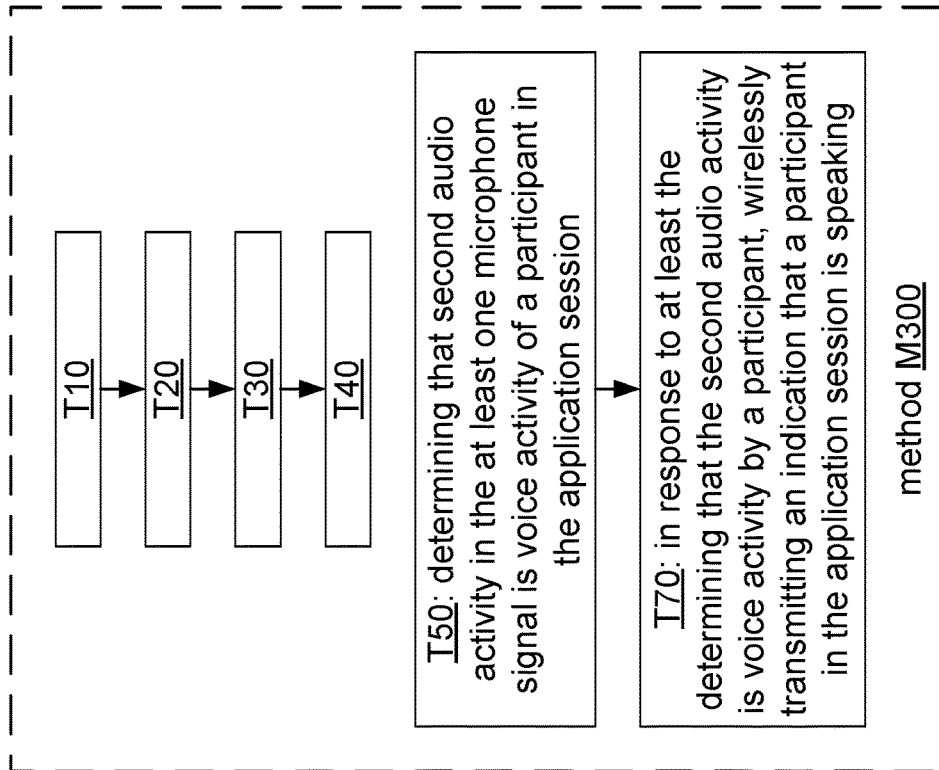 T10
T20
T30
T40
T50: determining that second audio
activity in the at least one microphone
signal is voice activity of a participant in
the application session
T70: in response to at least the
determining that the second audio activity
is voice activity by a participant, wirelessly
transmitting an indication that a participant
in the application session is speaking
method M300